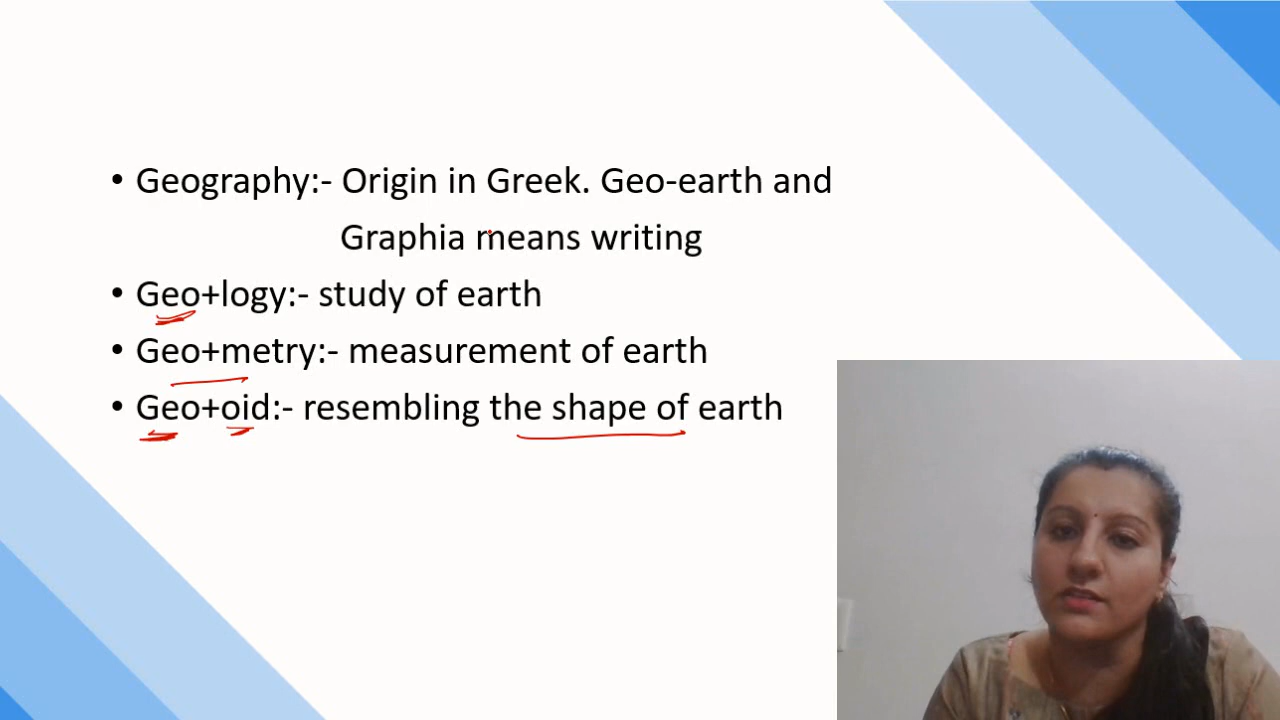 • Geography:- Origin in Greek. Geo-earth and
Graphia means writing
• Geo+logy:- study of earth
• Geo+metry:- measurement of earth
• Geo+oid:- resembling the shape of earth